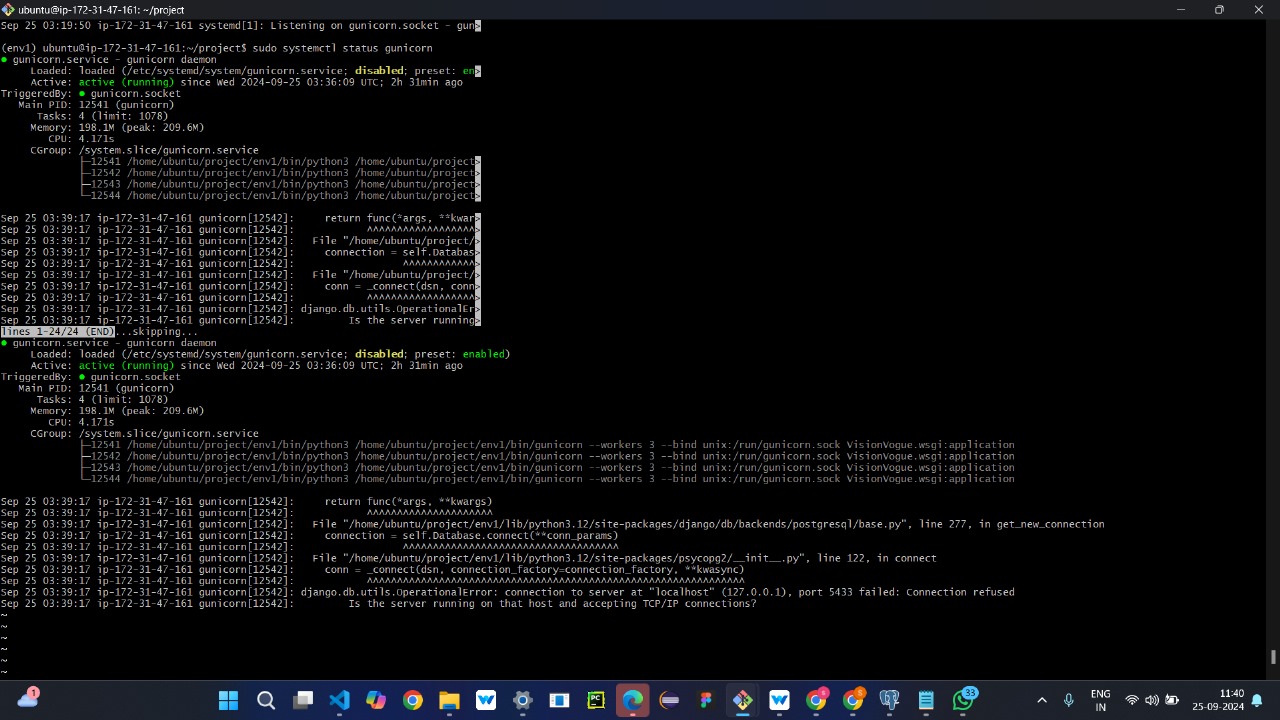 ubuntu@ip-172-31-47-161: ~/project
Sep 25 03:19:50 ip-172-31-47-161 systemd[1]: Listening on gunicorn.socket - gun>
(env1) ubuntu@ip-172-31-47-161:~/project$ sudo systemctl status gunicorn
● gunicorn.service - gunicorn daemon
Loaded: loaded (/etc/systemd/system/gunicorn.service; disabled; preset: en>
Active: active (running) since Wed 2024-09-25 03:36:09 UTC; 2h 31min ago
TriggeredBy: ● gunicorn.socket
Main PID: 12541 (gunicorn)
Tasks: 4 (limit: 1078)
Memory: 198.1M (peak: 209.6M)
CPU: 4.171s
CGroup: /system.slice/gunicorn.service
├─12541 /home/ubuntu/project/env1/bin/python3 /home/ubuntu/project>
├─12542 /home/ubuntu/project/env1/bin/python3 /home/ubuntu/project>
├─12543 /home/ubuntu/project/env1/bin/python3 /home/ubuntu/project>
└─12544 /home/ubuntu/project/env1/bin/python3 /home/ubuntu/project>
Sep 25 03:39:17 ip-172-31-47-161 gunicorn[12542]: return func(*args, **kwar>
Sep 25 03:39:17 ip-172-31-47-161 gunicorn[12542]: ^^^^^^^^^^^^^^^^^^>
Sep 25 03:39:17 ip-172-31-47-161 gunicorn[12542]: File "/home/ubuntu/project/>
Sep 25 03:39:17 ip-172-31-47-161 gunicorn[12542]: connection = self.Databas>
Sep 25 03:39:17 ip-172-31-47-161 gunicorn[12542]: ^^^^^^^^^^^^>
Sep 25 03:39:17 ip-172-31-47-161 gunicorn[12542]: File "/home/ubuntu/project/>
Sep 25 03:39:17 ip-172-31-47-161 gunicorn[12542]: conn = _connect(dsn, conn>
Sep 25 03:39:17 ip-172-31-47-161 gunicorn[12542]: ^^^^^^^^^^^^^^^^^^>
Sep 25 03:39:17 ip-172-31-47-161 gunicorn[12542]: django.db.utils.OperationalEr>
Sep 25 03:39:17 ip-172-31-47-161 gunicorn[12542]: Is the server running>
lines 1-24/24 (END)...skipping...
● gunicorn.service - gunicorn daemon
Loaded: loaded (/etc/systemd/system/gunicorn.service; disabled; preset: enabled)
Active: active (running) since Wed 2024-09-25 03:36:09 UTC; 2h 31min ago
TriggeredBy: ● gunicorn.socket
Main PID: 12541 (gunicorn)
Tasks: 4 (limit: 1078)
Memory: 198.1M (peak: 209.6M)
CPU: 4.171s
CGroup: /system.slice/gunicorn.service
├─12541 /home/ubuntu/project/env1/bin/python3 /home/ubuntu/project/env1/bin/gunicorn --workers 3 --bind unix:/run/gunicorn.sock VisionVogue.wsgi:application
├─12542 /home/ubuntu/project/env1/bin/python3 /home/ubuntu/project/env1/bin/gunicorn --workers 3 --bind unix:/run/gunicorn.sock VisionVogue.wsgi:application
├─12543 /home/ubuntu/project/env1/bin/python3 /home/ubuntu/project/env1/bin/gunicorn --workers 3 --bind unix:/run/gunicorn.sock VisionVogue.wsgi:application
└─12544 /home/ubuntu/project/env1/bin/python3 /home/ubuntu/project/env1/bin/gunicorn --workers 3 --bind unix:/run/gunicorn.sock VisionVogue.wsgi:application
Sep 25 03:39:17 ip-172-31-47-161 gunicorn[12542]: return func(*args, **kwargs)
Sep 25 03:39:17 ip-172-31-47-161 gunicorn[12542]: ^^^^^^^^^^^^^^^^^^^^^
Sep 25 03:39:17 ip-172-31-47-161 gunicorn[12542]: File "/home/ubuntu/project/env1/lib/python3.12/site-packages/django/db/backends/postgresql/base.py", line 277, in get_new_connection
Sep 25 03:39:17 ip-172-31-47-161 gunicorn[12542]: connection = self.Database.connect(**conn_params)
Sep 25 03:39:17 ip-172-31-47-161 gunicorn[12542]: ^^^^^^^^^^^^^^^^^^^^^^^^^^^^^^^^^^^^
Sep 25 03:39:17 ip-172-31-47-161 gunicorn[12542]: File "/home/ubuntu/project/env1/lib/python3.12/site-packages/psycopg2/__init__.py", line 122, in connect
Sep 25 03:39:17 ip-172-31-47-161 gunicorn[12542]: conn = _connect(dsn, connection_factory=connection_factory, **kwasync)
Sep 25 03:39:17 ip-172-31-47-161 gunicorn[12542]: ^^^^^^^^^^^^^^^^^^^^^^^^^^^^^^^^^^^^^^^^^^^^^^^^^^^^^^^^^^^^^^^
Sep 25 03:39:17 ip-172-31-47-161 gunicorn[12542]: django.db.utils.OperationalError: connection to server at "localhost" (127.0.0.1), port 5433 failed: Connection refused
Sep 25 03:39:17 ip-172-31-47-161 gunicorn[12542]: Is the server running on that host and accepting TCP/IP connections?
~
~
~
~
~
~
1
PC
33
ENG
IN
11:40
25-09-2024